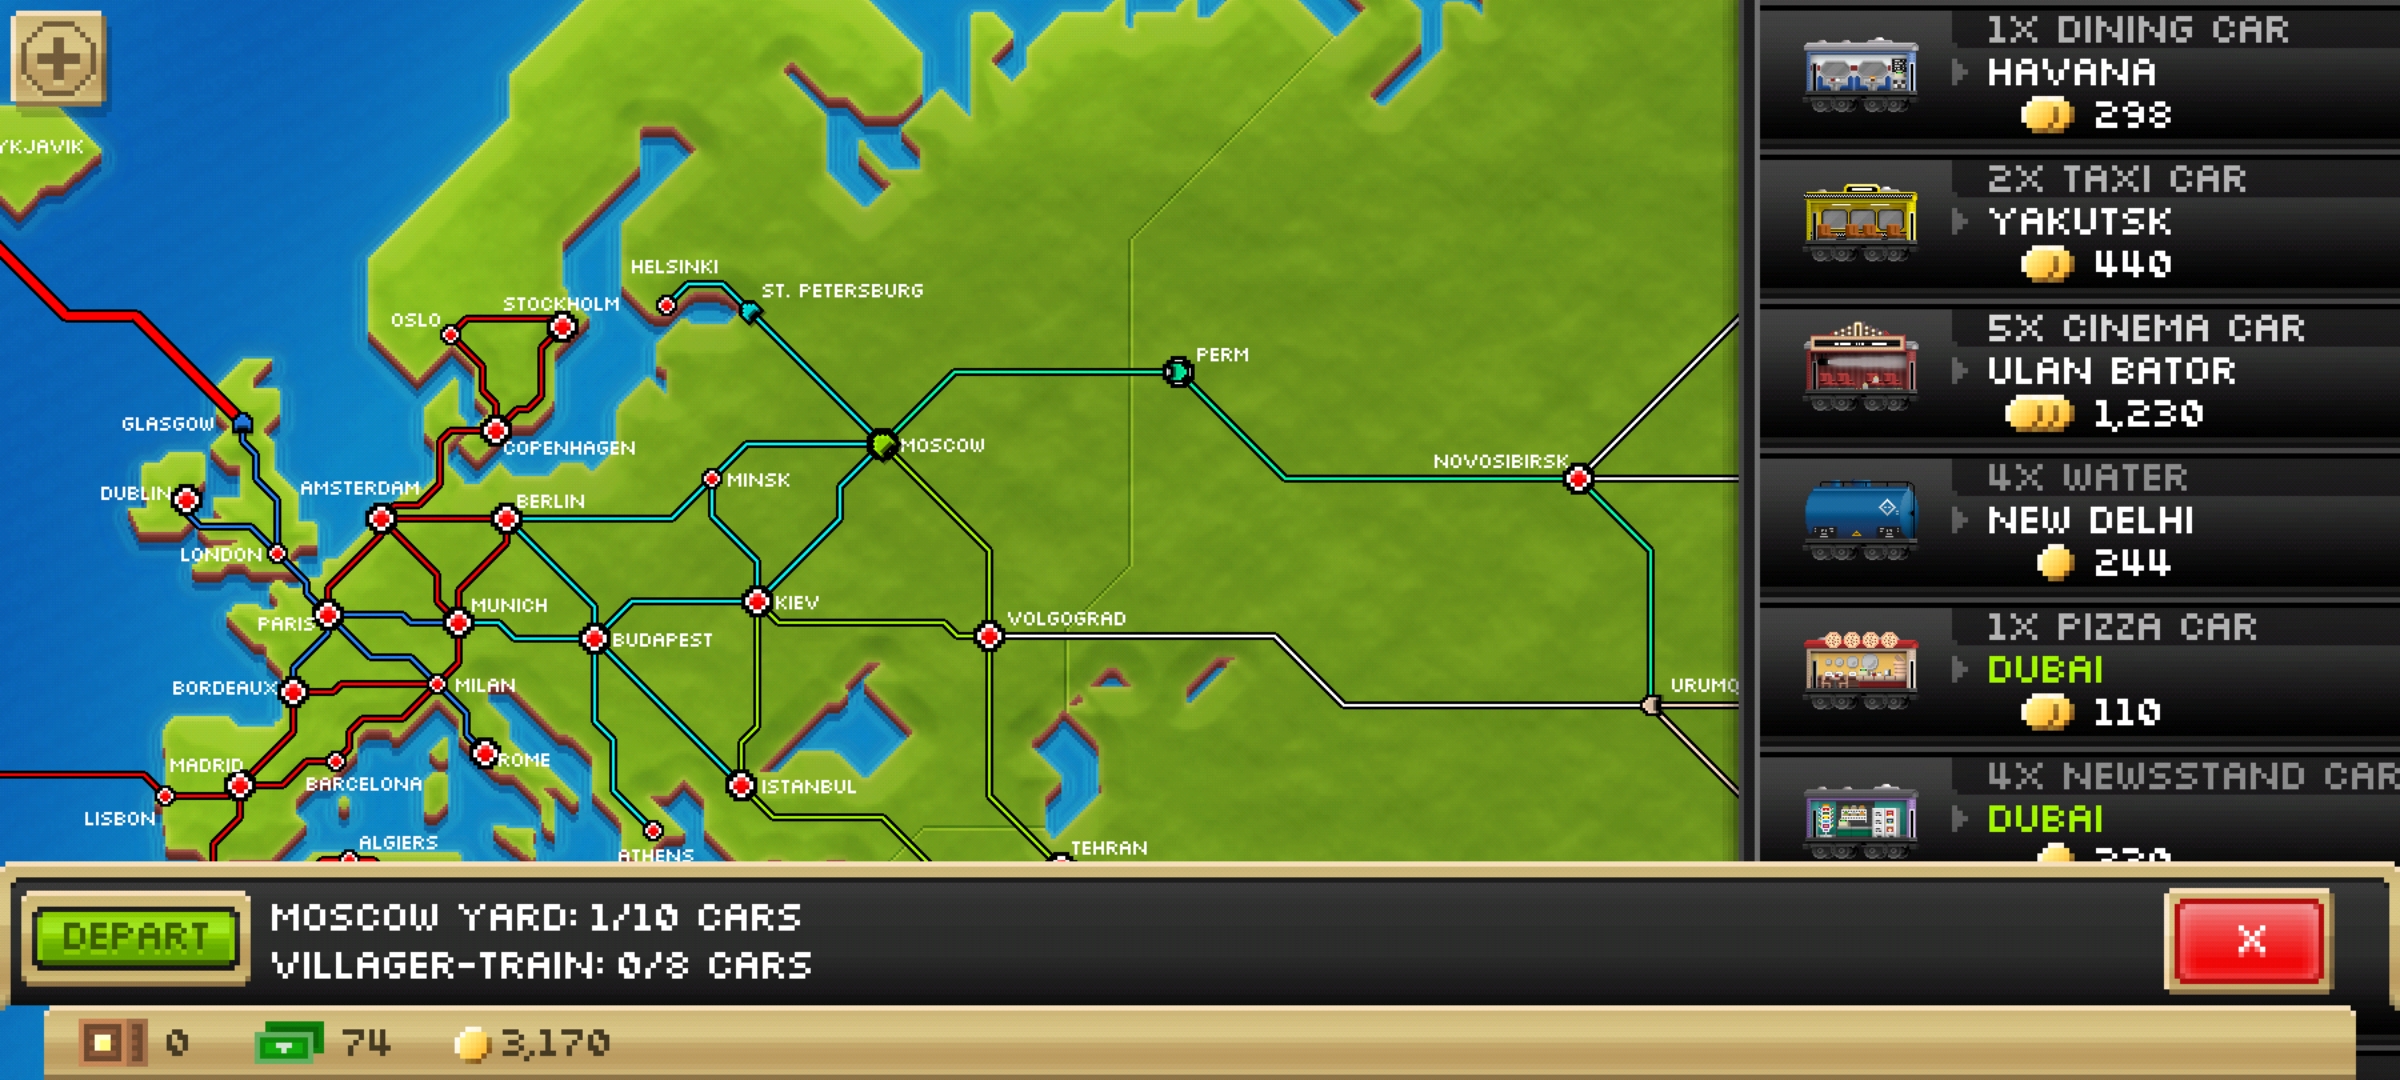 YKJAVIK
HELSINKI
ST. PETERSBURG
STOCKHOLM
OSLO
PERM
GLASGOW
COPENHAGEN
MOSCOW
NOVOSIBIRSK
MINSK
AMSTERDAM
DUBLIN
BERLIN
LONDON
MUNICH
KIEV
PARIS
VOLGOGRAD
BUDAPEST
BORDEAUX
MILAN
URUMQ
MADRID
ROME
BARCELONA
ISTANBUL
LISBON
ALGIERS
ATHENS
TEHRAN
1X DINING CAR
HAVANA
298
2X TAXI CAR
YAKUTSK
440
5X CINEMA CAR
ULAN BATOR
1,230
4X WATER
NEW DELHI
244
1X PIZZA CAR
DUBAI
110
4X NEWSSTAND CAR
DUBAI
DEPART
MOSCOW YARD: 1/10 CARS
VILLAGER-TRAIN: 0/8 CARS
X
0
74
3,170